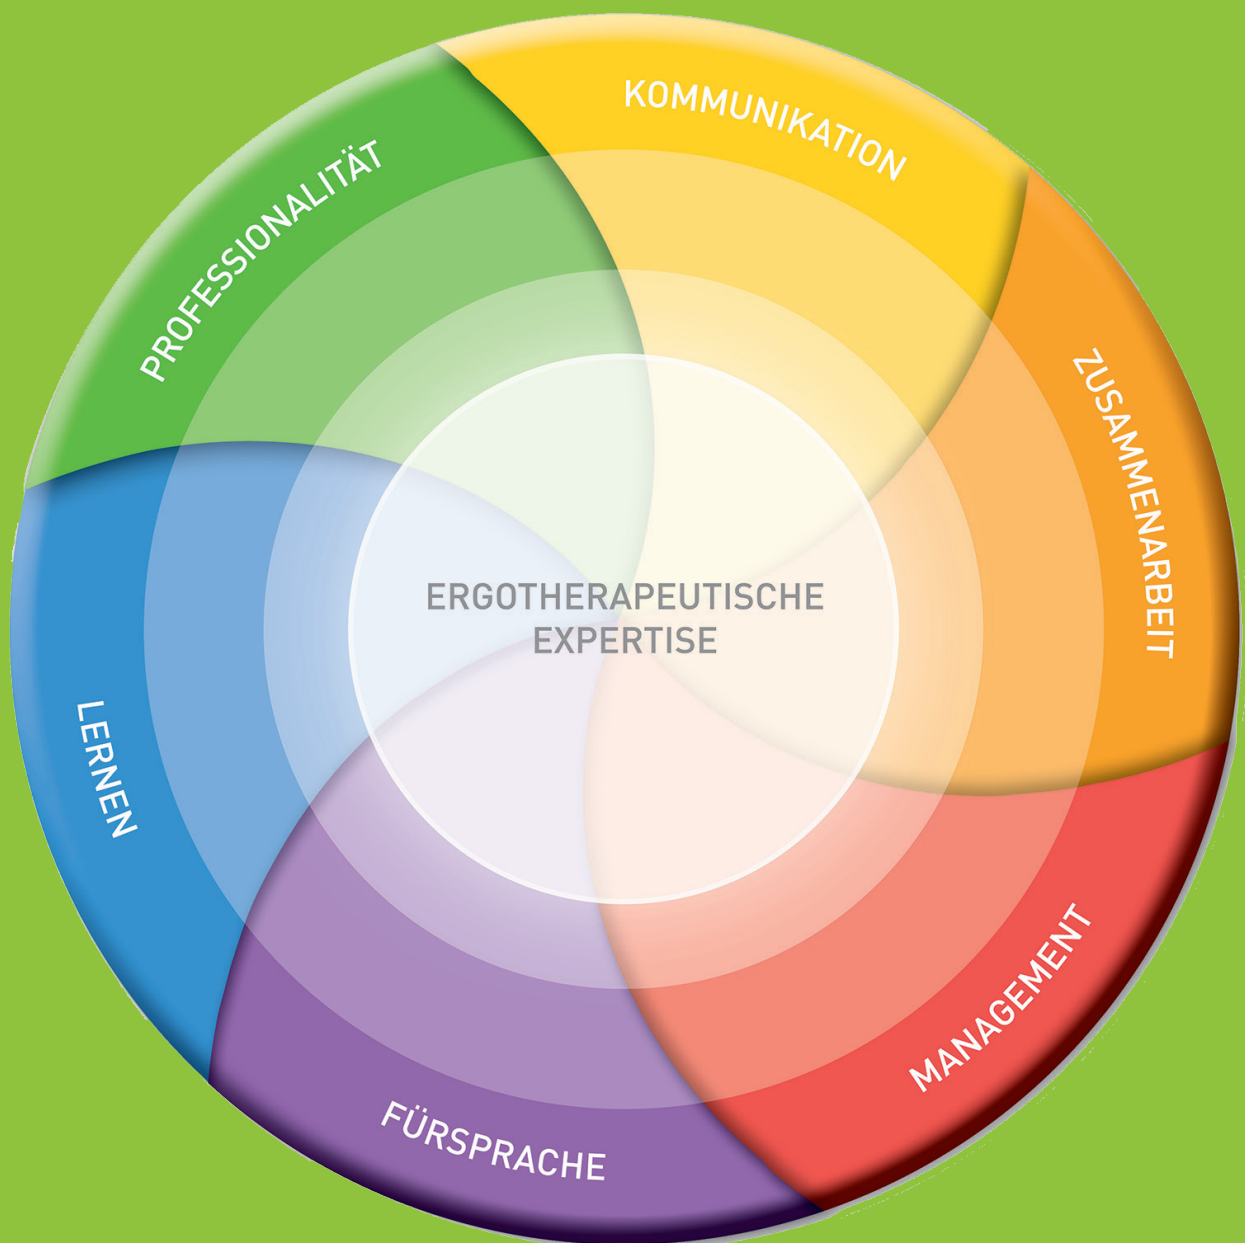 KOMMUNIKATION
ZUSAMMENARBEIT
MANAGEMENT
FÜRSPRACHE
LERNEN
PROFESSIONALITÄT
ERGOTHERAPEUTISCHE
EXPERTISE